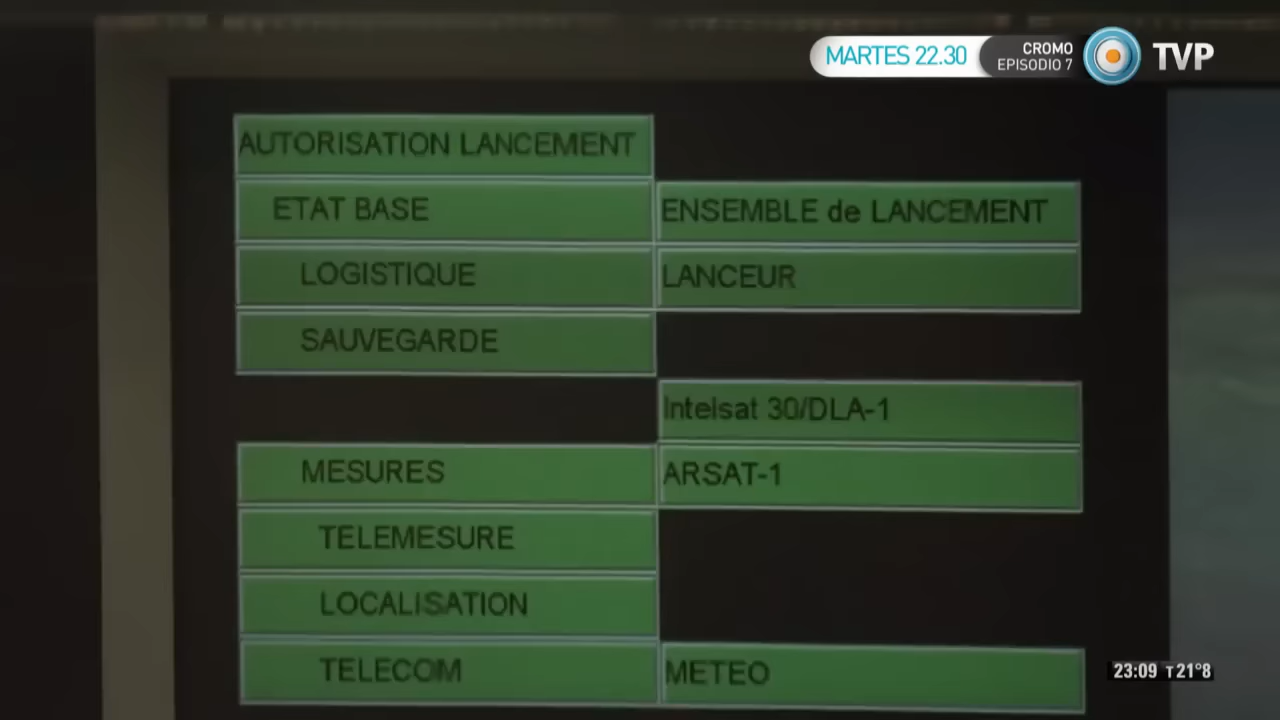 MARTES 22.30
CROMO
EPISODIO 7
TVP
AUTORISATION LANCEMENT
ETAT BASE
ENSEMBLE de LANCEMENT
LOGISTIQUE
LANCEUR
SAUVEGARDE
Intelsat 30/DLA-1
MESURES
ARSAT-1
TELEMESURE
LOCALISATION
TELECOM
METEO
23:09 T 21°8